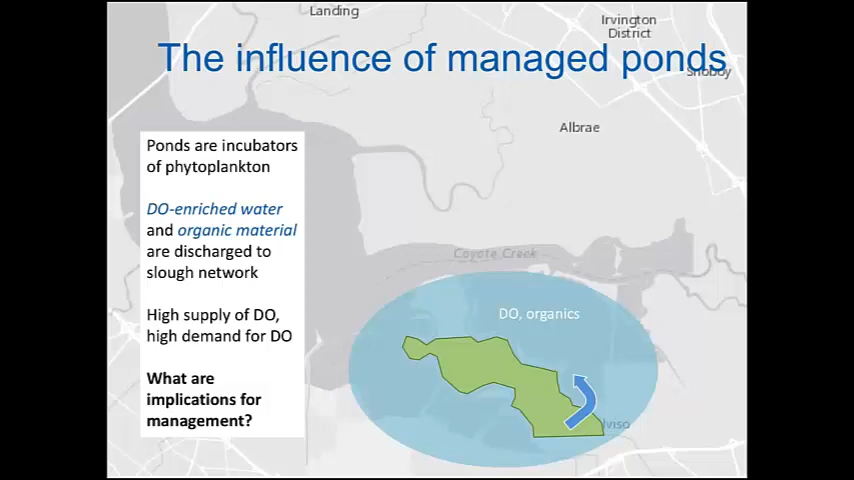 Landing
Irvington
District
The influence of managed ponds
Albrae
Ponds are incubators
of phytoplankton
DO-enriched water
and organic material
are discharged to
slough network
High supply of DO,
high demand for DO
What are
implications for
management?
Coyote Creek
DO, organics